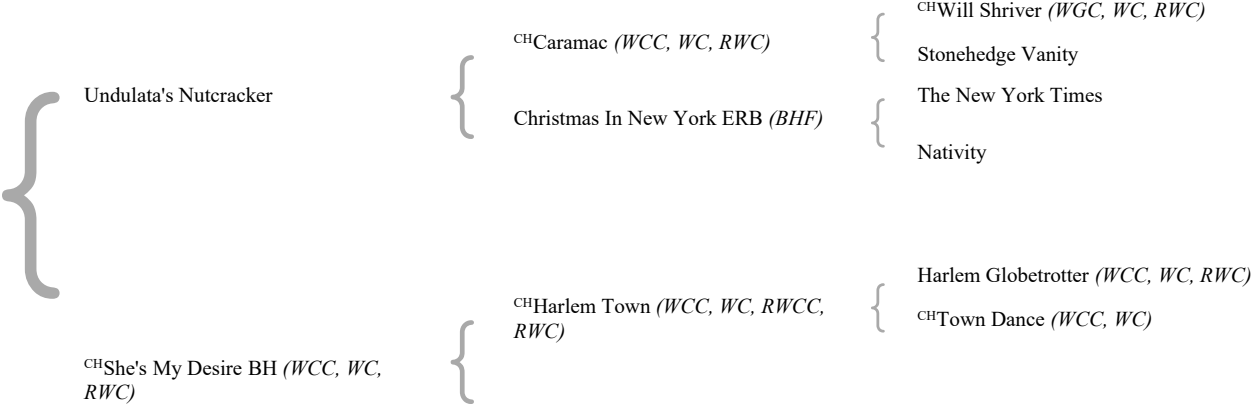 CHWill Shriver (WGC, WC, RWC)
CHCaramac (WCC, WC, RWC)
Stonehedge Vanity
Undulata's Nutcracker
The New York Times
Christmas In New York ERB (BHF)
Nativity
Harlem Globetrotter (WCC, WC, RWC)
CHHarlem Town (WCC, WC, RWCC,
RWC)
CHTown Dance (WCC, WC)
CHShe's My Desire BH (WCC, WC,
RWC)